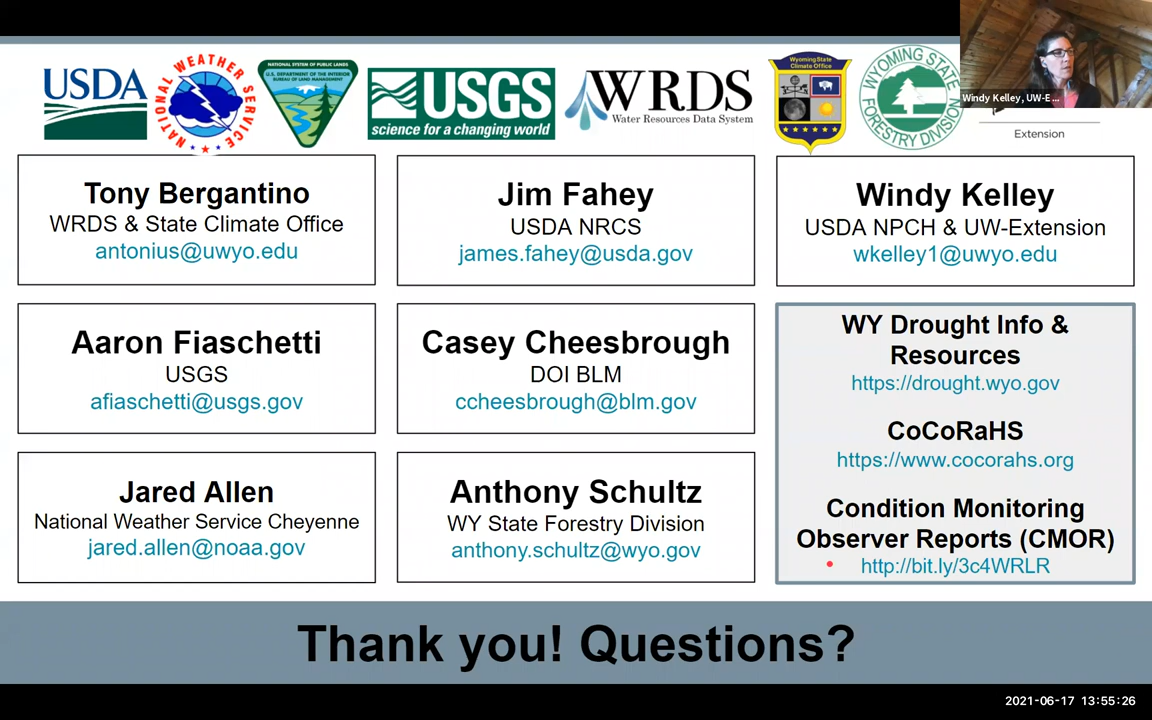 USDA
NATIONAL WEATHER SERVICE
NATIONAL SYSTEM OF PUBLIC LANDS
U.S. DEPARTMENT OF THE INTERIOR
BUREAU OF LAND MANAGEMENT
USGS
science for a changing world
WRDS
Water Resources Data System
Wyoming State
Climate Office
WYOMING STATE
FORESTRY DIVISION
Windy Kelley, UW-E...
Extension
Tony Bergantino
WRDS & State Climate Office
antonius@uwyo.edu
Jim Fahey
USDA NRCS
james.fahey@usda.gov
Windy Kelley
USDA NPCH & UW-Extension
wkelley1@uwyo.edu
Aaron Fiaschetti
USGS
afiaschetti@usgs.gov
Casey Cheesbrough
DOI BLM
ccheesbrough@blm.gov
WY Drought Info &
Resources
https://drought.wyo.gov
CoCoRaHS
https://www.cocorahs.org
Condition Monitoring
Observer Reports (CMOR)
http://bit.ly/3c4WRLR
Jared Allen
National Weather Service Cheyenne
jared.allen@noaa.gov
Anthony Schultz
WY State Forestry Division
anthony.schultz@wyo.gov
Thank you! Questions?
2021-06-17 13:55:26